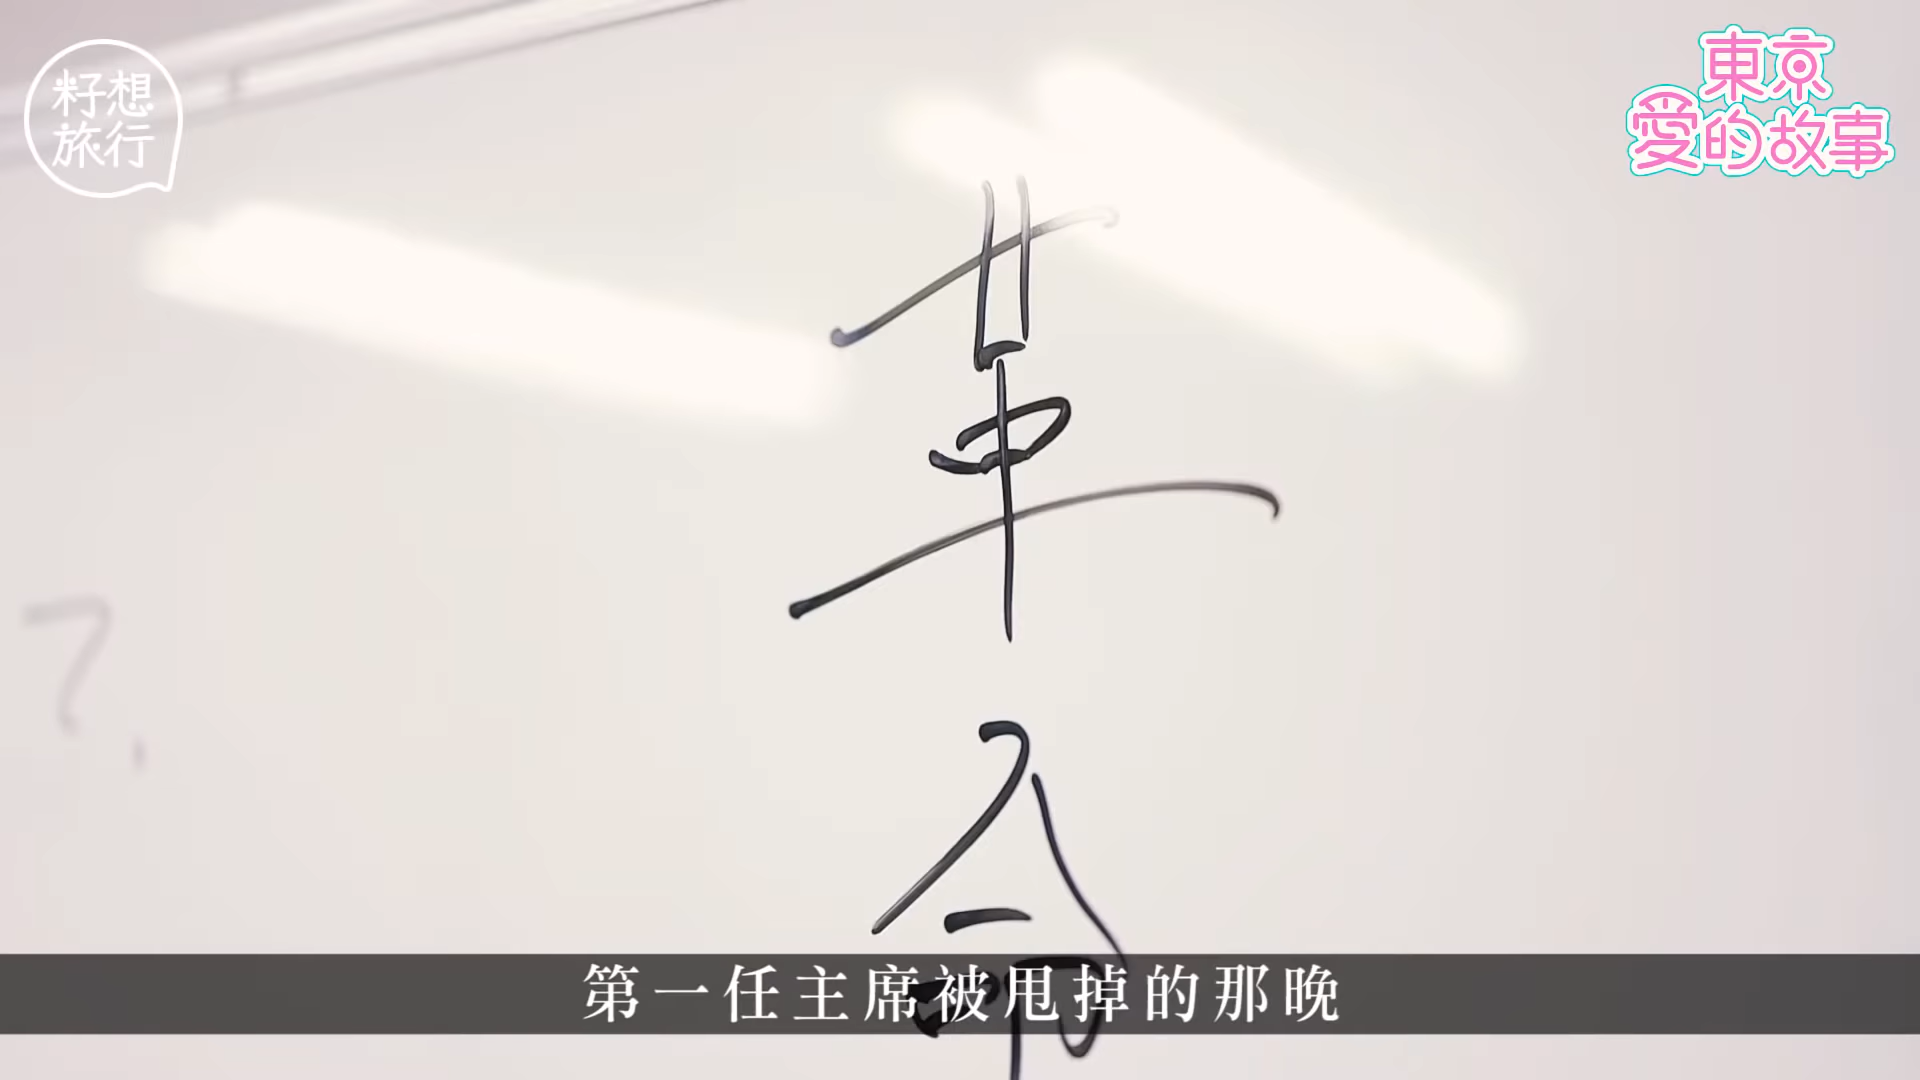 籽想
旅行
東京
愛的故事
革
命
7.
第一任主席被甩掉的那晚